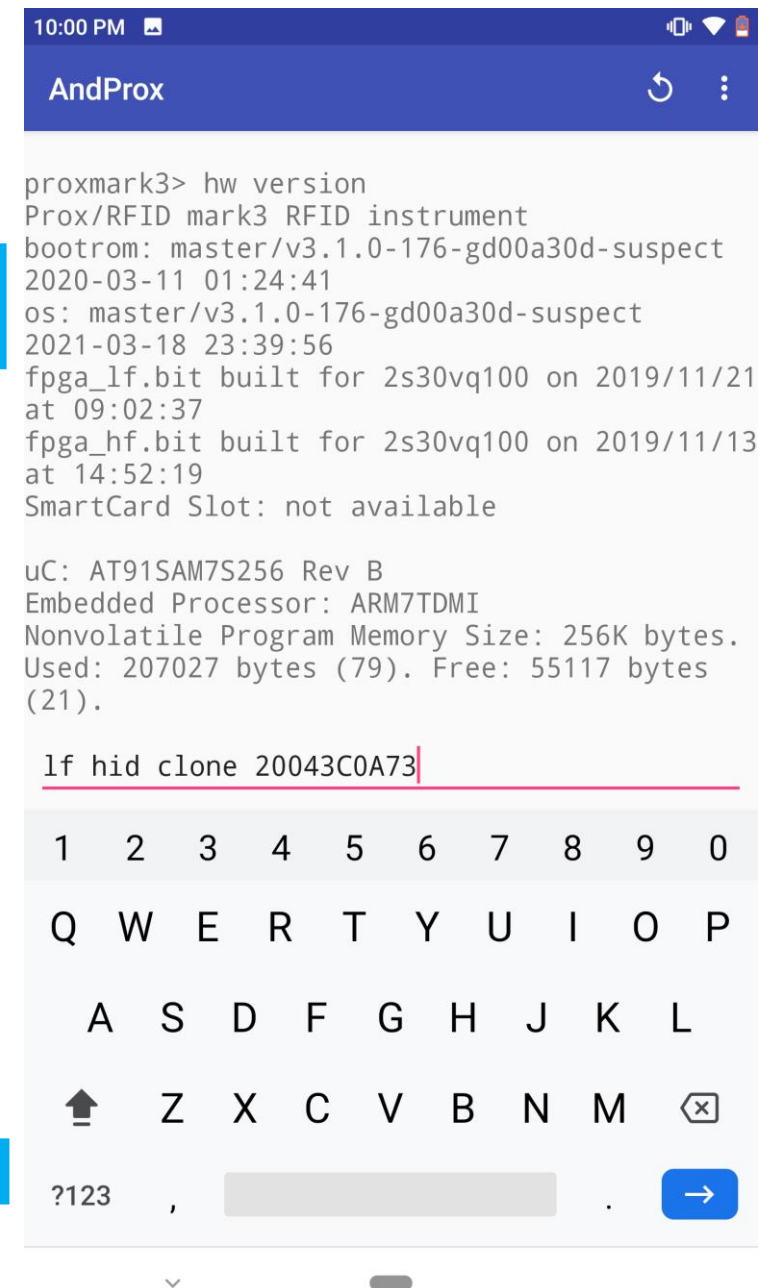 10:00 PM
AndProx
proxmark3> hw version
Prox/RFID mark3 RFID instrument
bootrom: master/v3.1.0-176-gd00a30d-suspect
2020-03-11 01:24:41
os: master/v3.1.0-176-gd00a30d-suspect
2021-03-18 23:39:56
fpga_lf.bit built for 2s30vq100 on 2019/11/21
at 09:02:37
fpga_hf.bit built for 2s30vq100 on 2019/11/13
at 14:52:19
SmartCard Slot: not available
uC: AT91SAM7S256 Rev B
Embedded Processor: ARM7TDMI
Nonvolatile Program Memory Size: 256K bytes.
Used: 207027 bytes (79). Free: 55117 bytes
(21).
lf hid clone 20043C0A73
1 2 3 4 5 6 7 8 9 0
Q W E R T Y U I O P
A S D F G H J K L
Z X C V B N M
?123 , .